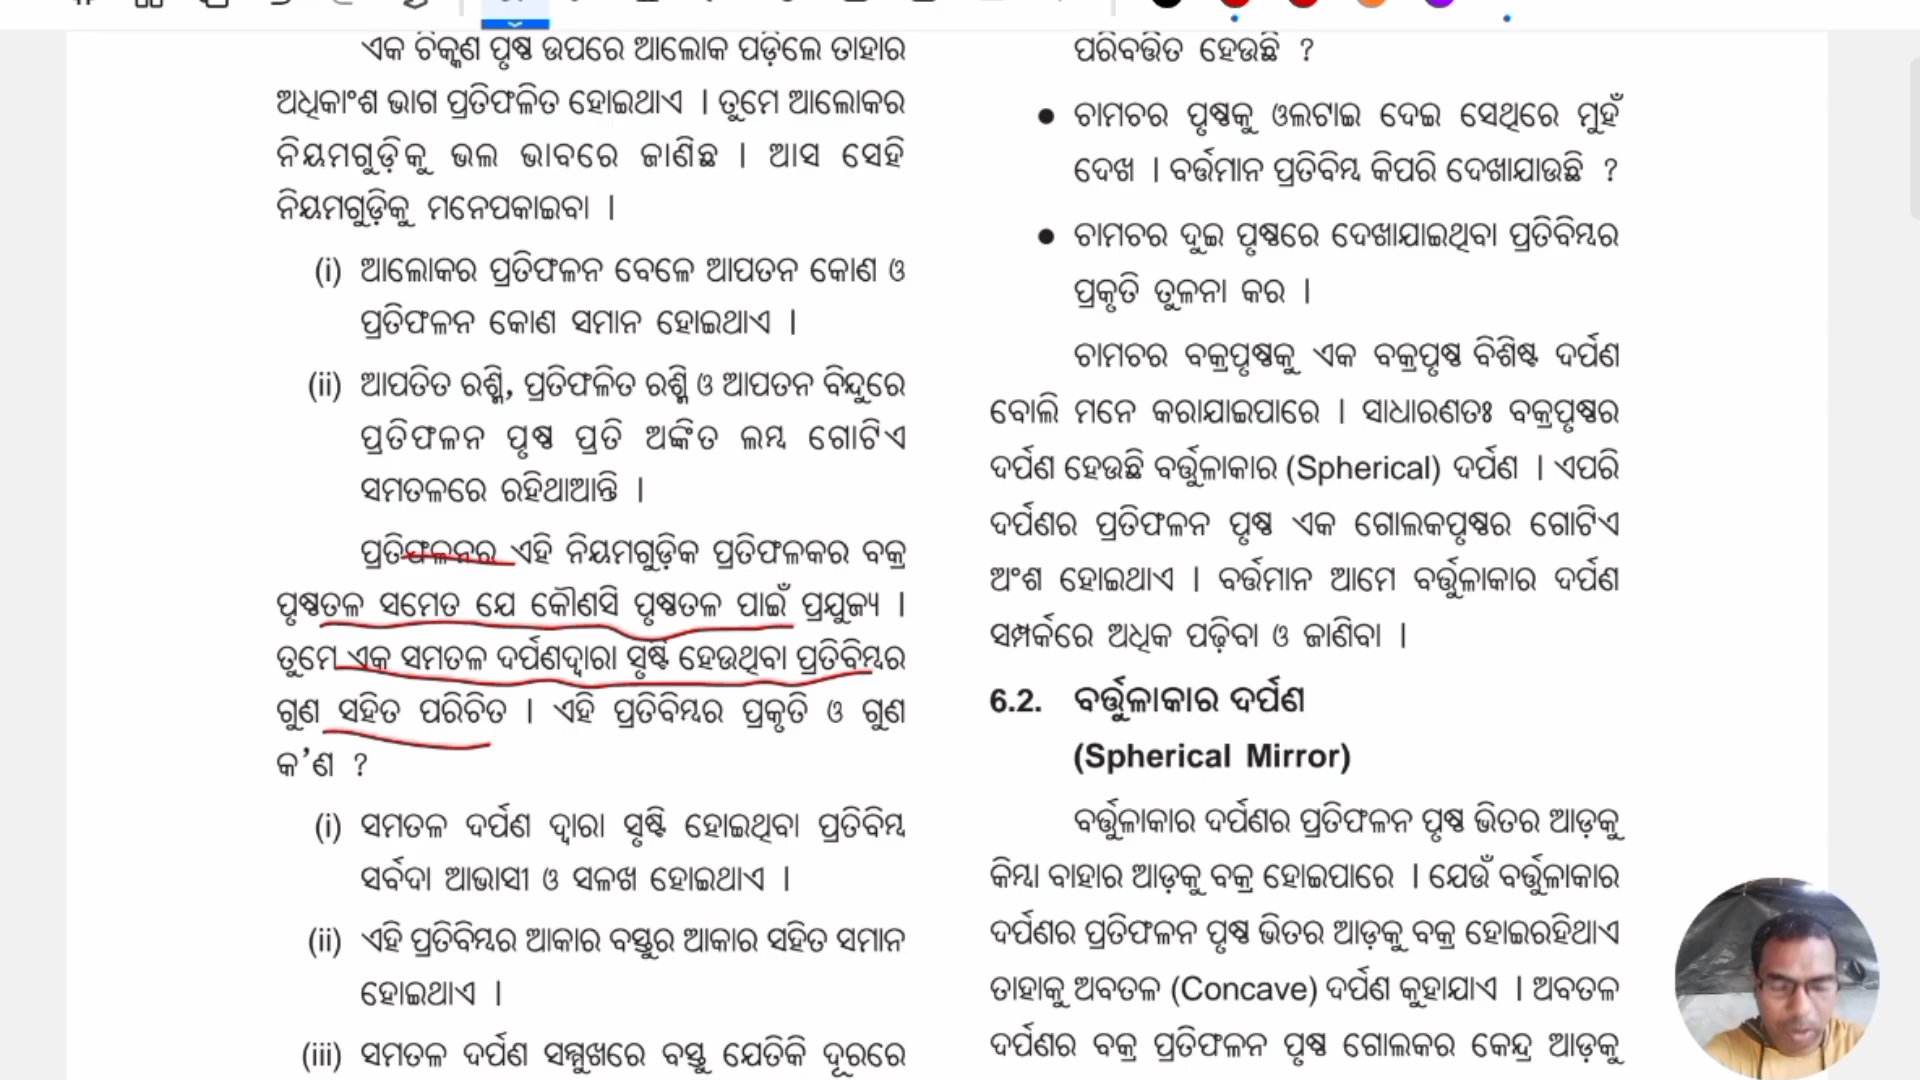 ଏକ ଚିକ୍କଣ ପୃଷ୍ଠ ଉପରେ ଆଲୋକ ପଡ଼ିଲେ ତାହାର
ଅଧିକାଂଶ ଭାଗ ପ୍ରତିଫଳିତ ହୋଇଥାଏ । ତୁମେ ଆଲୋକର
ନିୟମଗୁଡ଼ିକୁ ଭଲ ଭାବରେ ଜାଣିଛ । ଆସ ସେହି
ନିୟମଗୁଡ଼ିକୁ ମନେପକାଇବା ।
(i) ଆଲୋକର ପ୍ରତିଫଳନ ବେଳେ ଆପତନ କୋଣ ଓ
ପ୍ରତିଫଳନ କୋଣ ସମାନ ହୋଇଥାଏ ।
(ii) ଆପତିତ ରଶ୍ମି, ପ୍ରତିଫଳିତ ରଶ୍ମି ଓ ଆପତନ ବିନ୍ଦୁରେ
ପ୍ରତିଫଳନ ପୃଷ୍ଠ ପ୍ରତି ଅଙ୍କିତ ଲମ୍ବ ଗୋଟିଏ
ସମତଳରେ ରହିଥାଆନ୍ତି ।
ପ୍ରତିଫଳନର ଏହି ନିୟମଗୁଡ଼ିକ ପ୍ରତିଫଳକର ବକ୍ର
ପୃଷ୍ଠତଳ ସମେତ ଯେ କୌଣସି ପୃଷ୍ଠତଳ ପାଇଁ ପ୍ରଯୁଜ୍ୟ ।
ତୁମେ ଏକ ସମତଳ ଦର୍ପଣଦ୍ୱାରା ସୃଷ୍ଟି ହେଉଥିବା ପ୍ରତିବିମ୍ବର
ଗୁଣ ସହିତ ପରିଚିତ । ଏହି ପ୍ରତିବିମ୍ବର ପ୍ରକୃତି ଓ ଗୁଣ
କ'ଣ ?
(i) ସମତଳ ଦର୍ପଣ ଦ୍ୱାରା ସୃଷ୍ଟି ହୋଇଥିବା ପ୍ରତିବିମ୍ବ
ସର୍ବଦା ଆଭାସୀ ଓ ସଳଖ ହୋଇଥାଏ ।
(ii) ଏହି ପ୍ରତିବିମ୍ବର ଆକାର ବସ୍ତୁର ଆକାର ସହିତ ସମାନ
ହୋଇଥାଏ ।
(iii) ସମତଳ ଦର୍ପଣ ସମ୍ମୁଖରେ ବସ୍ତୁ ଯେତିକି ଦୂରରେ
ପରିବର୍ତ୍ତିତ ହେଉଛି ?
● ଚାମଚର ପୃଷ୍ଠକୁ ଓଲଟାଇ ଦେଇ ସେଥିରେ ମୁହଁ
ଦେଖ । ବର୍ତ୍ତମାନ ପ୍ରତିବିମ୍ବ କିପରି ଦେଖାଯାଉଛି ?
● ଚାମଚର ଦୁଇ ପୃଷ୍ଠରେ ଦେଖାଯାଇଥିବା ପ୍ରତିବିମ୍ବର
ପ୍ରକୃତି ତୁଳନା କର ।
ଚାମଚର ବକ୍ରପୃଷ୍ଠକୁ ଏକ ବକ୍ରପୃଷ୍ଠ ବିଶିଷ୍ଟ ଦର୍ପଣ
ବୋଲି ମନେ କରାଯାଇପାରେ । ସାଧାରଣତଃ ବକ୍ରପୃଷ୍ଠର
ଦର୍ପଣ ହେଉଛି ବର୍ତ୍ତୁଳାକାର (Spherical) ଦର୍ପଣ । ଏପରି
ଦର୍ପଣର ପ୍ରତିଫଳନ ପୃଷ୍ଠ ଏକ ଗୋଲକପୃଷ୍ଠର ଗୋଟିଏ
ଅଂଶ ହୋଇଥାଏ । ବର୍ତ୍ତମାନ ଆମେ ବର୍ତ୍ତୁଳାକାର ଦର୍ପଣ
ସମ୍ପର୍କରେ ଅଧିକ ପଢ଼ିବା ଓ ଜାଣିବା ।
6.2. ବର୍ତ୍ତୁଳାକାର ଦର୍ପଣ
(Spherical Mirror)
ବର୍ତ୍ତୁଳାକାର ଦର୍ପଣର ପ୍ରତିଫଳନ ପୃଷ୍ଠ ଭିତର ଆଡ଼କୁ
କିମ୍ବା ବାହାର ଆଡ଼କୁ ବକ୍ର ହୋଇପାରେ । ଯେଉଁ ବର୍ତ୍ତୁଳାକାର
ଦର୍ପଣର ପ୍ରତିଫଳନ ପୃଷ୍ଠ ଭିତର ଆଡ଼କୁ ବକ୍ର ହୋଇରହିଥାଏ
ତାହାକୁ ଅବତଳ (Concave) ଦର୍ପଣ କୁହାଯାଏ । ଅବତଳ
ଦର୍ପଣର ବକ୍ର ପ୍ରତିଫଳନ ପୃଷ୍ଠ ଗୋଲକର କେନ୍ଦ୍ର ଆଡ଼କୁ